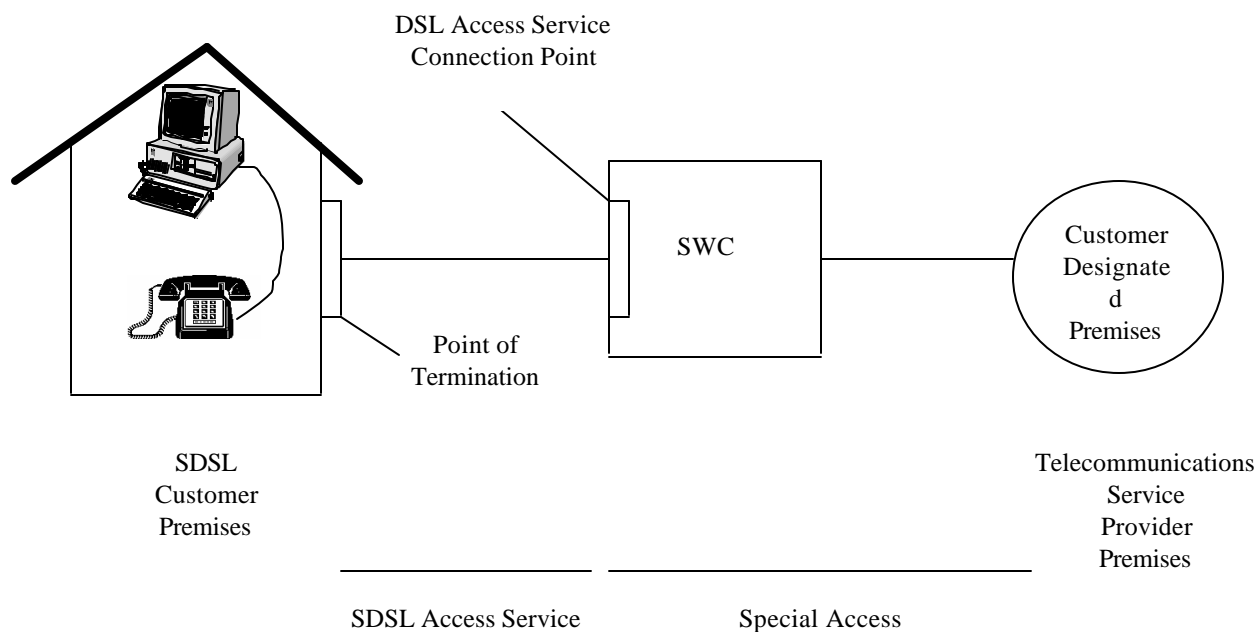 DSL Access Service
Connection Point
SWC
Customer
Designate
d
Premises
Point of
Termination
SDSL
Customer
Premises
Telecommunications
Service
Provider
Premises
SDSL Access Service
Special Access